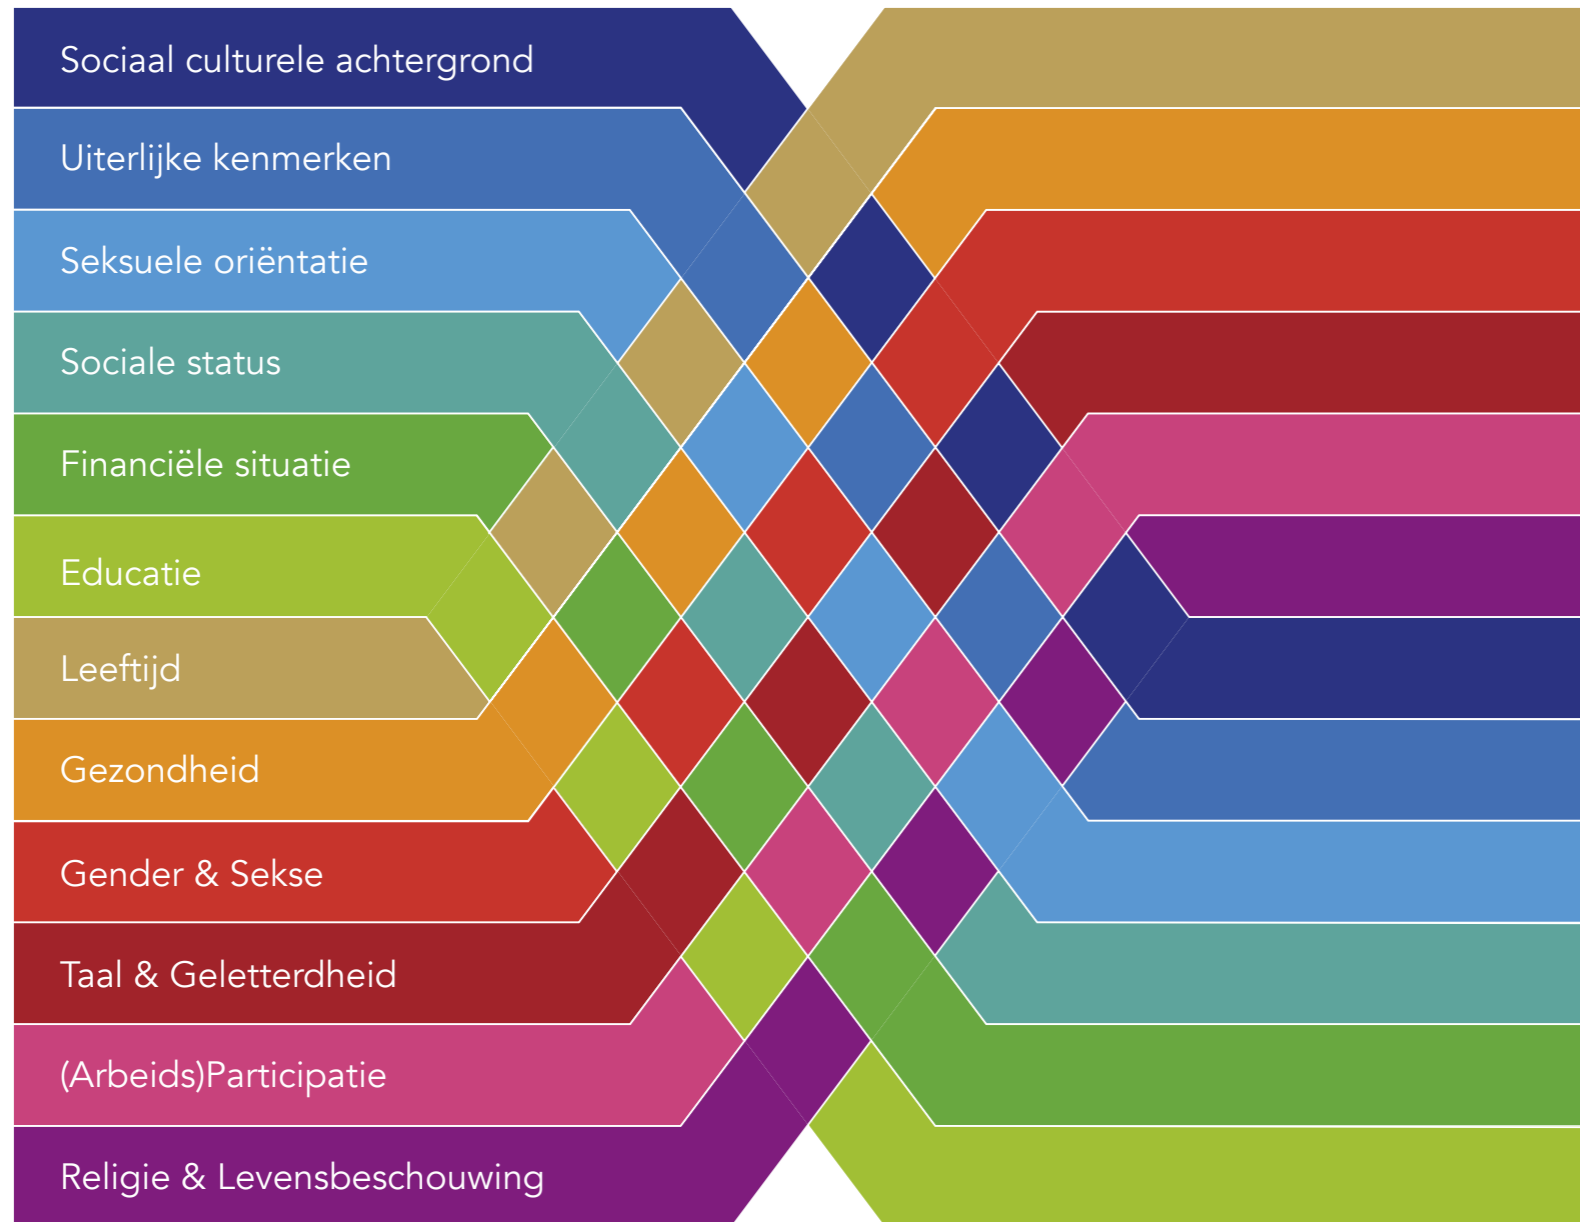 Sociaal culturele achtergrond
Uiterlijke kenmerken
Seksuele oriëntatie
Sociale status
Financiële situatie
Educatie
Leeftijd
Gezondheid
Gender & Sekse
Taal & Geletterdheid
(Arbeids)Participatie
Religie & Levensbeschouwing